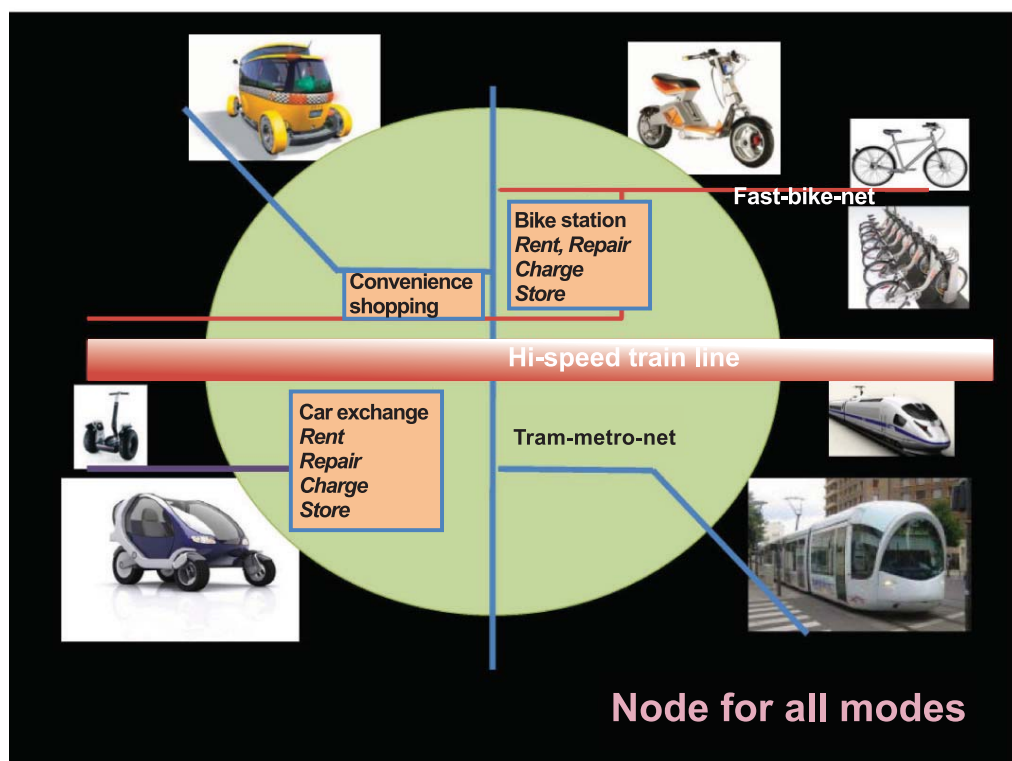 Fast-bike-net
Bike station
Rent, Repair
Charge
Store
Convenience
shopping
Hi-speed train line
Car exchange
Rent
Repair
Charge
Store
Tram-metro-net
Node for all modes